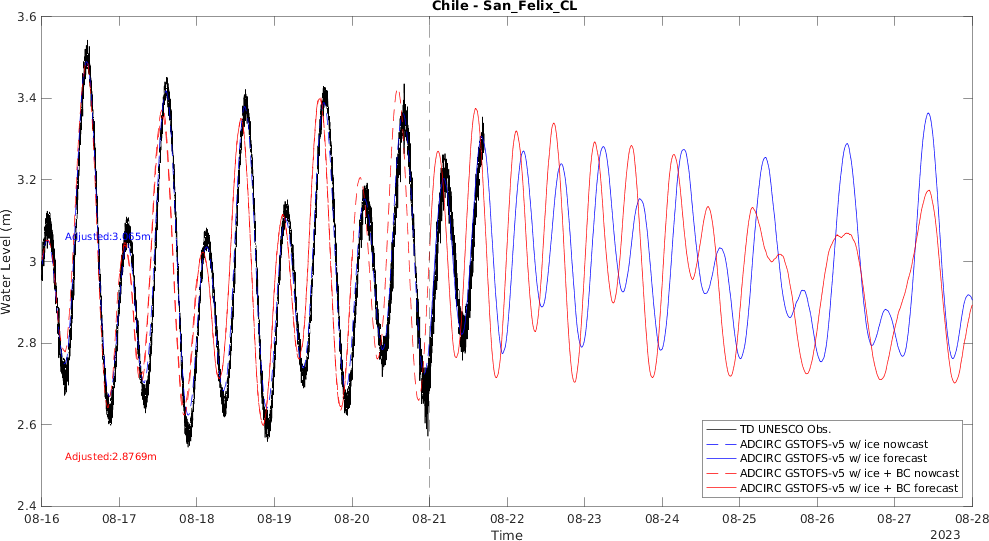 Chile - San_Felix_CL
Water Level (m)
3.6
3.4
3.2
3
2.8
2.6
2.4
Adjusted:2.8769m
TD UNESCO Obs.
ADCIRC GSTOFS-v5 w/ ice nowcast
ADCIRC GSTOFS-v5 w/ ice forecast
ADCIRC GSTOFS-v5 w/ ice + BC nowcast
ADCIRC GSTOFS-v5 w/ ice + BC forecast
08-16 08-17 08-18 08-19 08-20 08-21 08-22 08-23 08-24 08-25 08-26 08-27 08-28
Time
2023